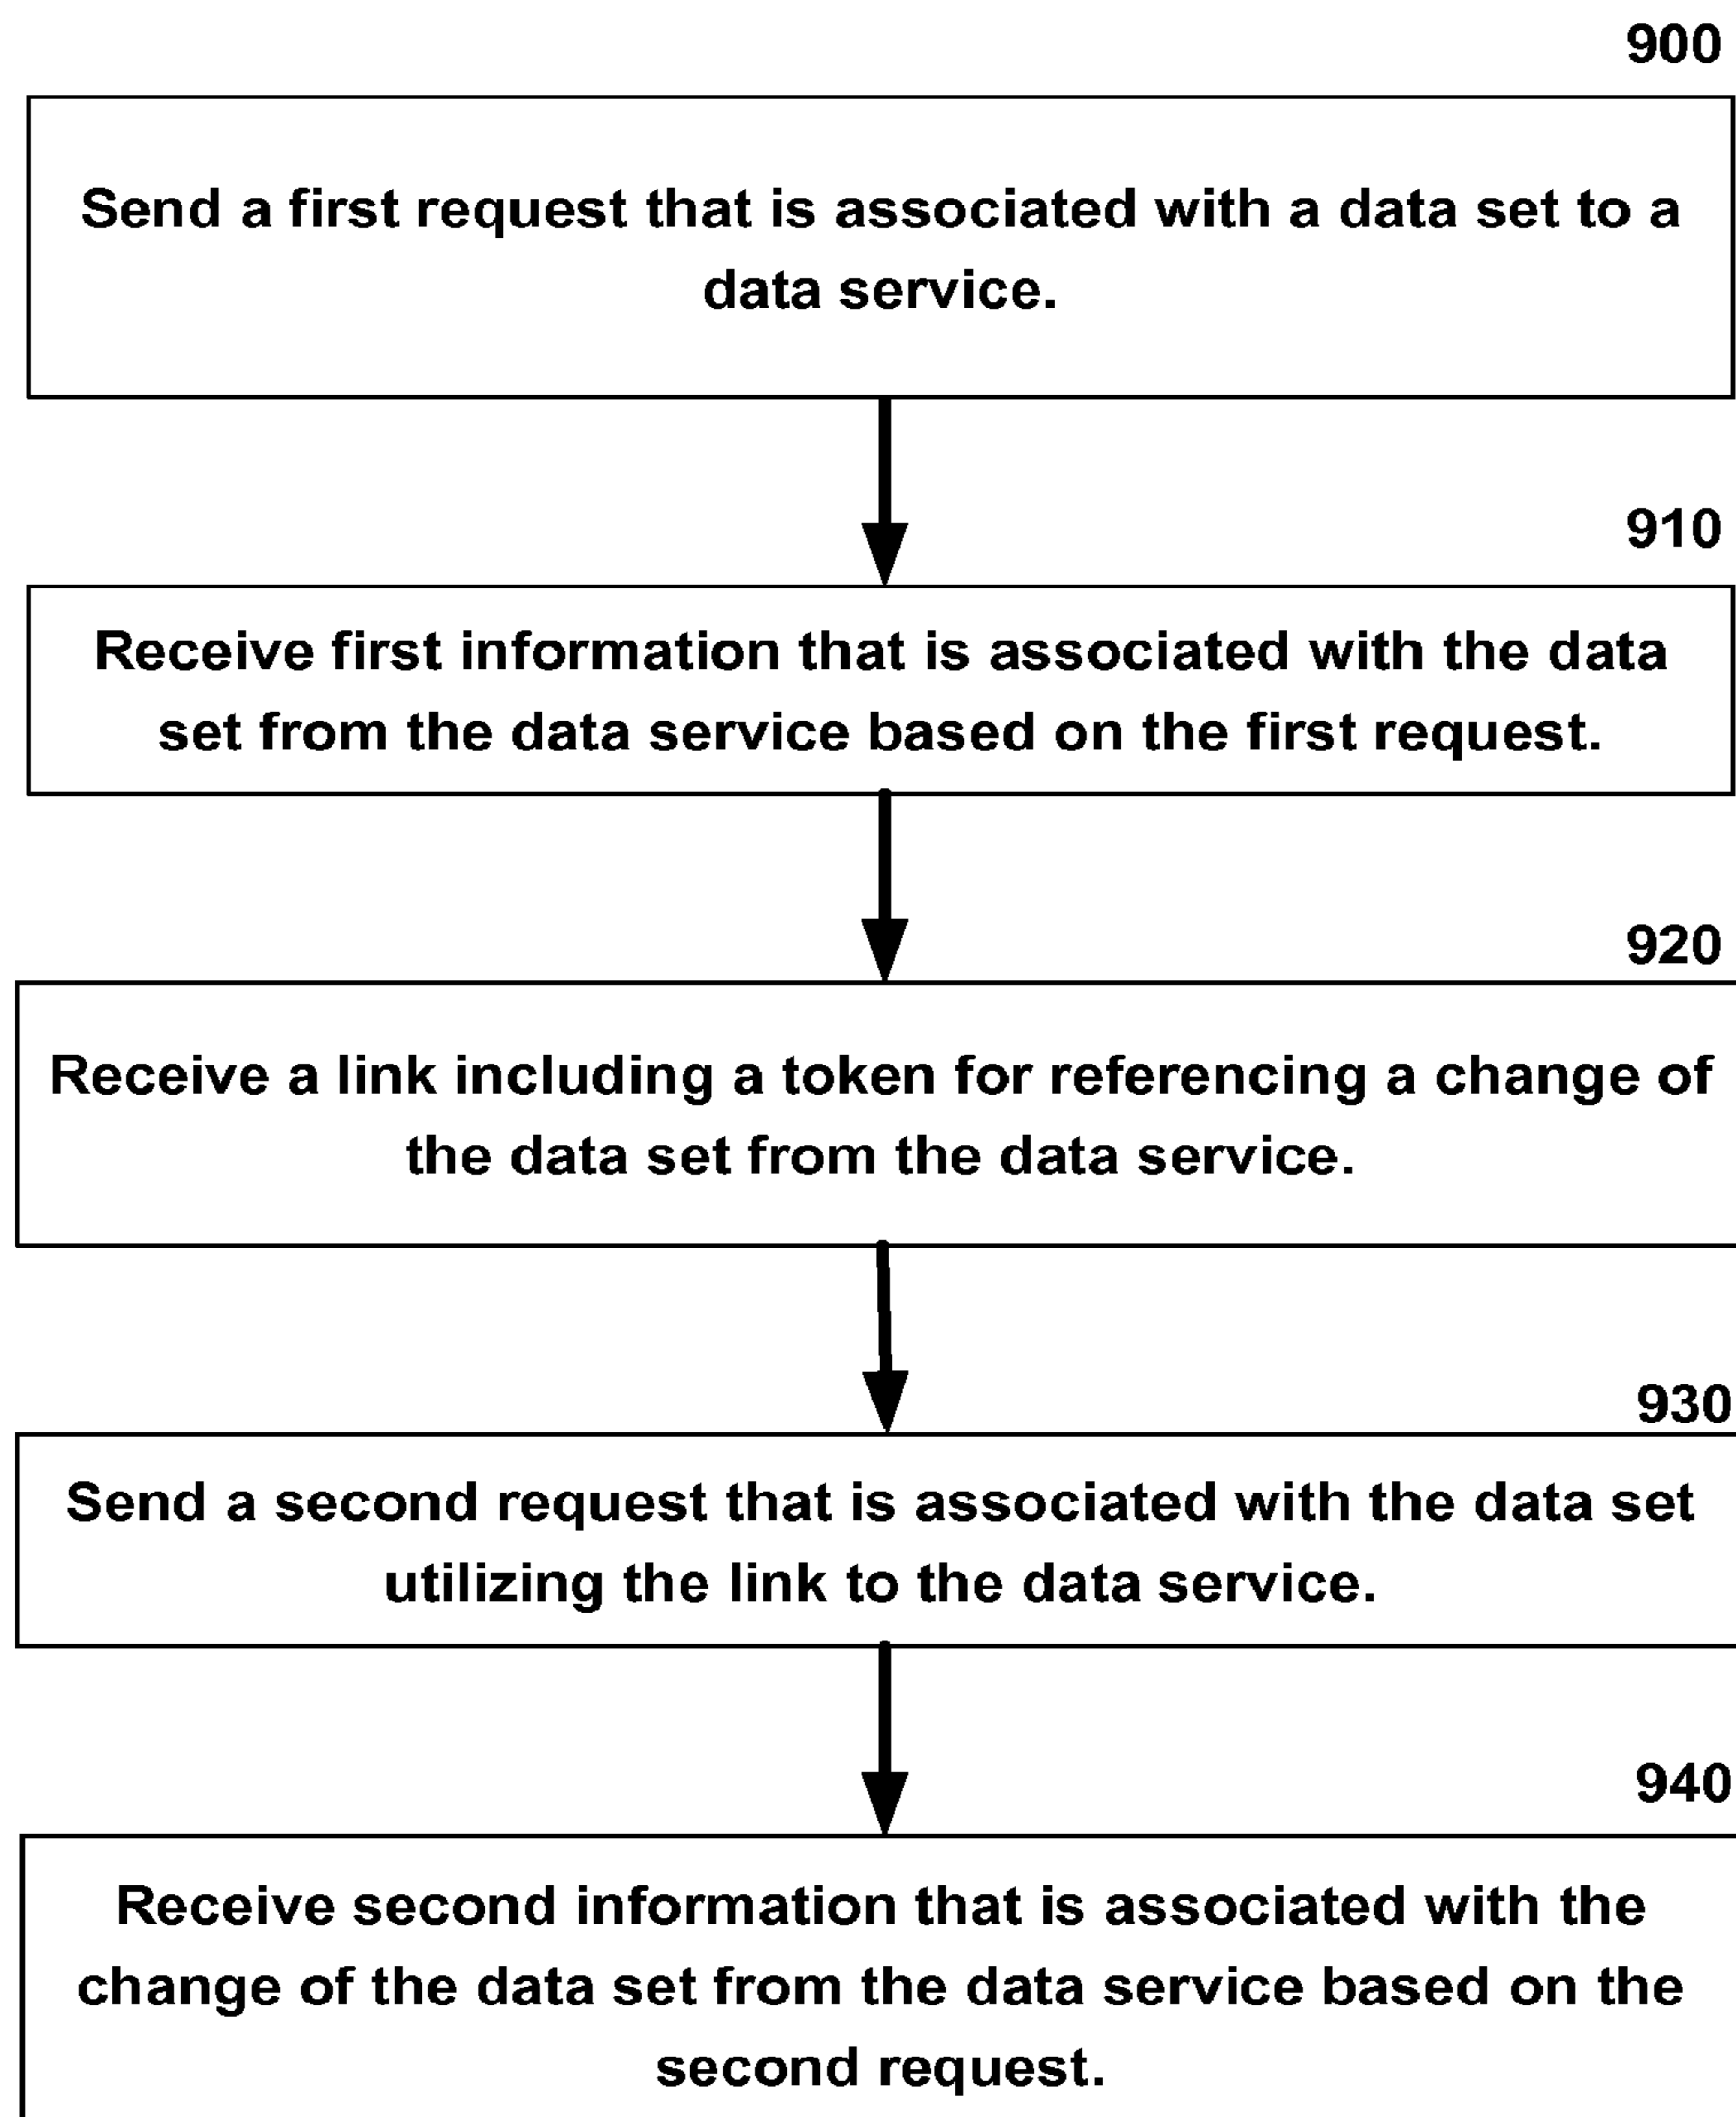 900
Send a first request that is associated with a data set to a
data service.
910
Receive first information that is associated with the data
set from the data service based on the first request.
920
Receive a link including a token for referencing a change of
the data set from the data service.
930
Send a second request that is associated with the data set
utilizing the link to the data service.
940
Receive second information that is associated with the
change of the data set from the data service based on the
second request.